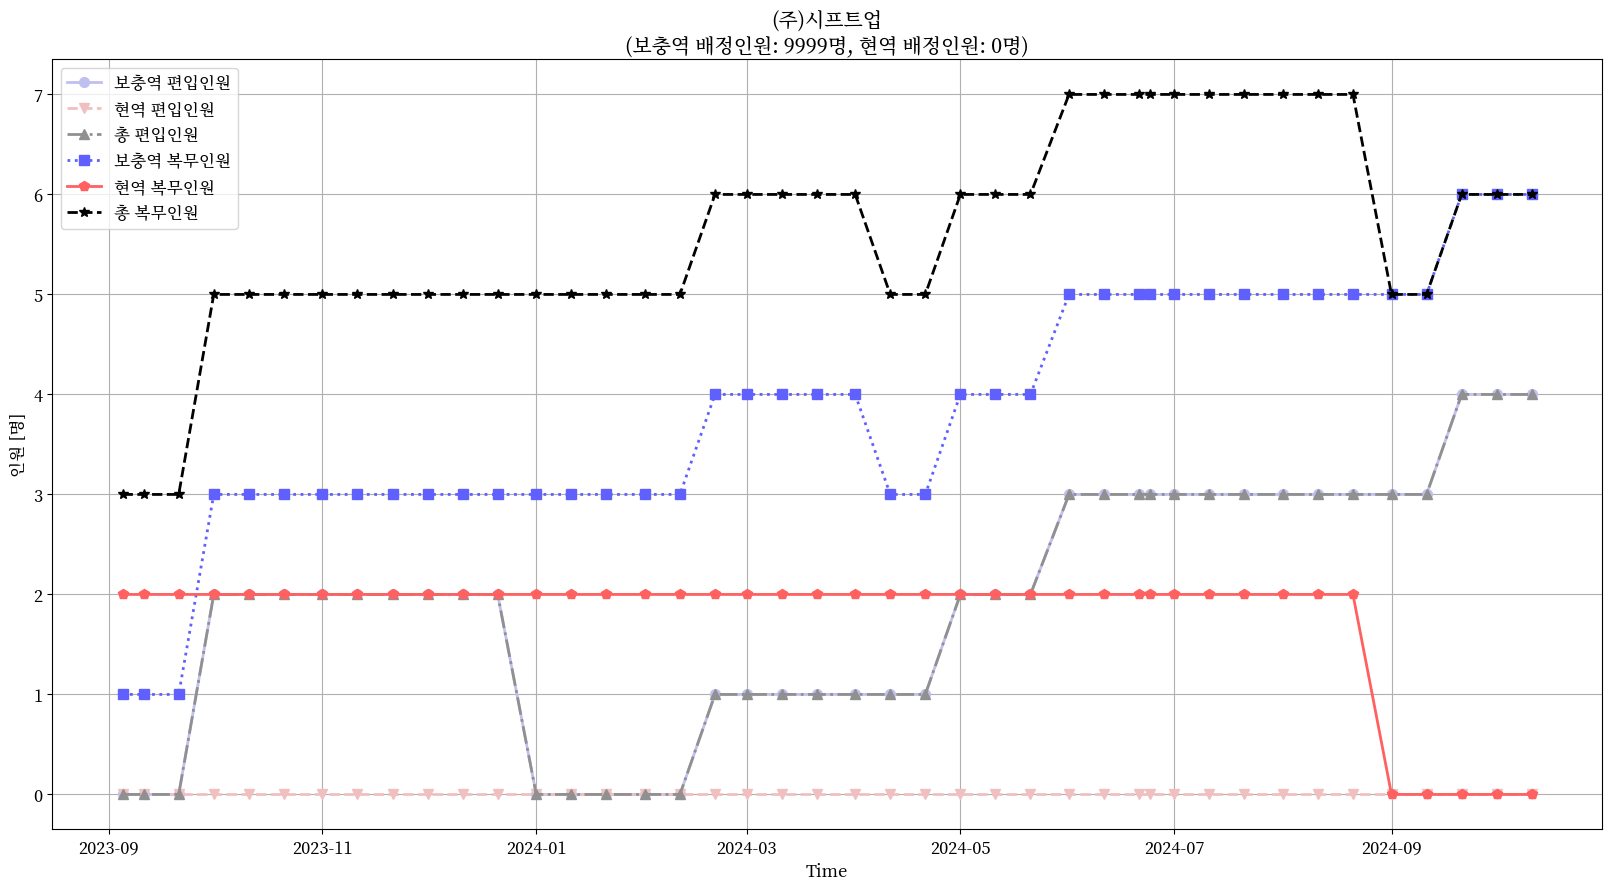 (주)시프트업
(보충역 배정인원: 9999명, 현역 배정인원: 0명)
보충역 편입인원
현역 편입인원
총 편입인원
보충역 복무인원
현역 복무인원
총 복무인원
인원 [명]
7
6
5
4
3
2
1
0
2023-09
2023-11
2024-01
2024-03
2024-05
2024-07
2024-09
Time